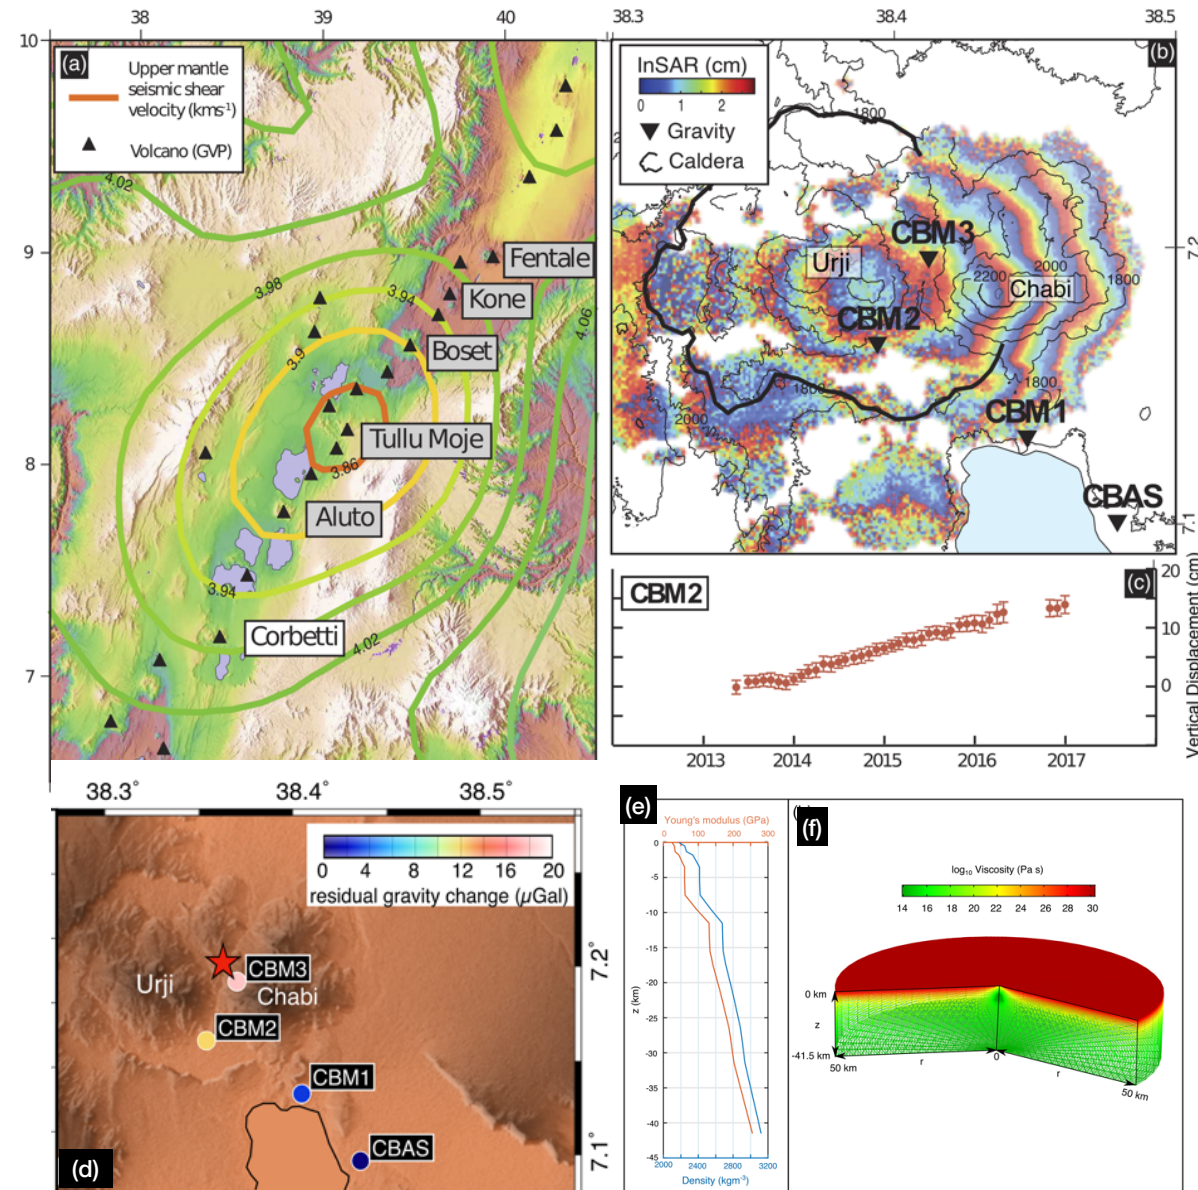 38
39
40
10
9
8
7
(a)
Upper mantle
seismic shear
velocity (kms⁻¹)
Volcano (GVP)
4.02
3.98
3.94
3.9
3.86
3.94
4.02
4.06
Fentale
Kone
Boset
Tullu Moje
Aluto
Corbetti
38.3
38.4
38.5
(b)
InSAR (cm)
0
1
2
Gravity
Caldera
1800
CBM3
Urji
2200
2000
1800
Chabi
CBM2
1800
1800
2000
CBM1
CBAS
7.2
7.1
CBM2
(c)
20
10
0
Vertical Displacement (cm)
2013
2014
2015
2016
2017
38.3°
38.4°
38.5°
0
4
8
12
16
20
residual gravity change (µGal)
Urji
CBM3
Chabi
CBM2
CBM1
CBAS
7.2°
7.1°
(d)
(e)
Young's modulus (GPa)
0
100
200
300
0
-5
-10
-15
-20
-25
-30
-35
-40
-45
z (km)
2000
2400
2800
3200
Density (kgm⁻³)
(f)
log₁₀ Viscosity (Pa s)
14
16
18
20
22
24
26
28
30
0 km
z
-41.5 km
50 km
r
0
r
50 km